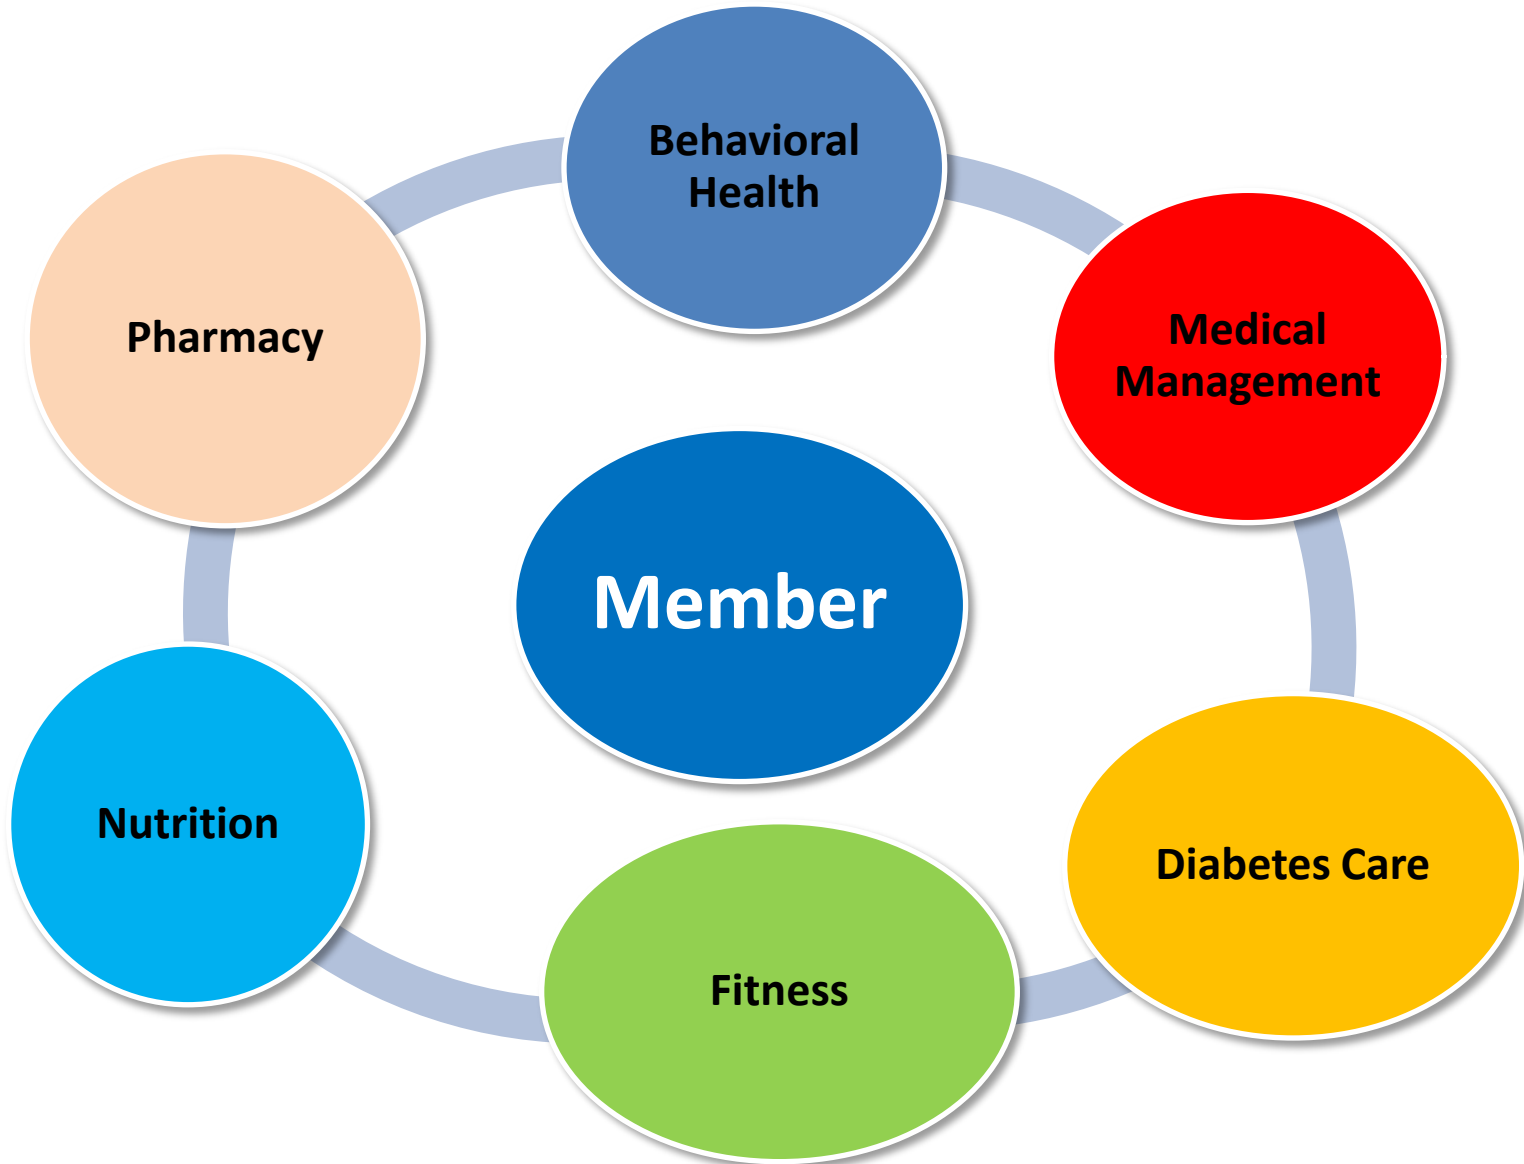 Behavioral
Health
Medical
Management
Pharmacy
Member
Nutrition
Diabetes Care
Fitness